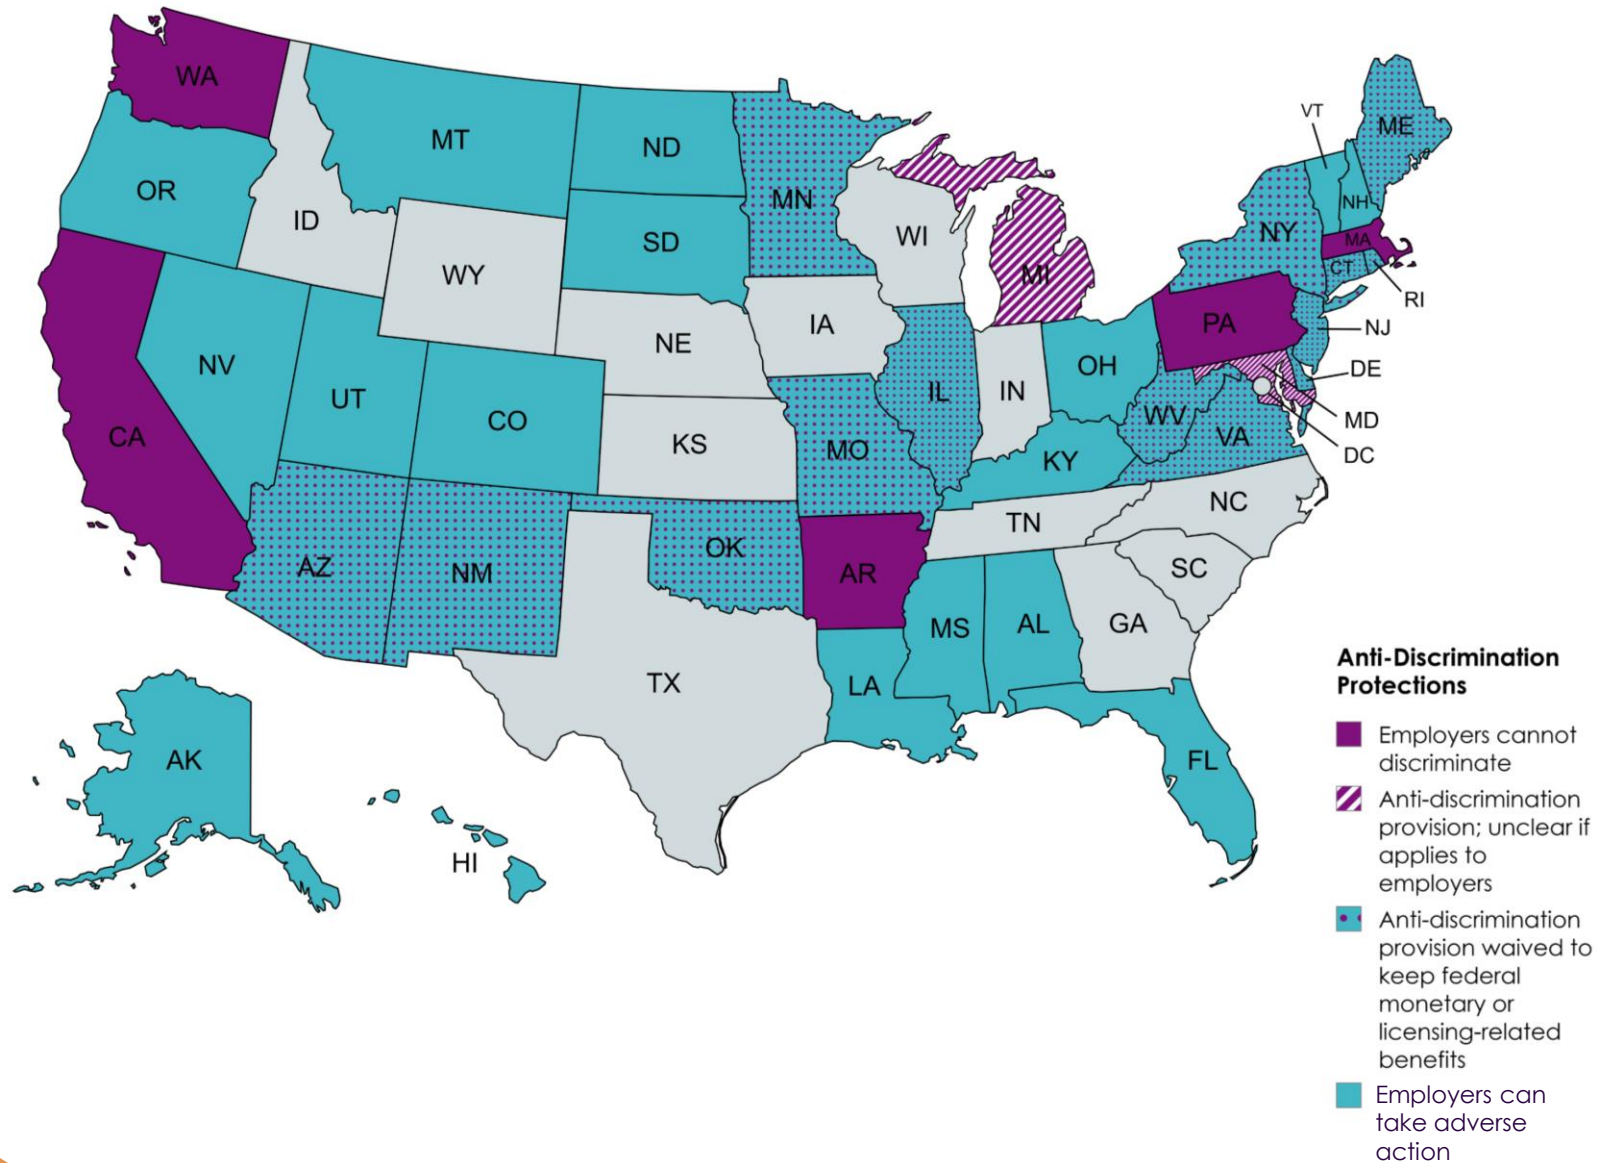 WA
MT
ND
MN
VT
ME
OR
ID
SD
WI
MI
NY
NH
MA
CT
RI
WY
IA
PA
NJ
NE
NV
UT
CO
IL
IN
OH
DE
MD
DC
CA
KS
MO
KY
WV
VA
NC
TN
AZ
NM
OK
AR
SC
MS
AL
GA
TX
LA
AK
FL
HI
Anti-Discrimination
Protections
Employers cannot
discriminate
Anti-discrimination
provision; unclear if
applies to
employers
Anti-discrimination
provision waived to
keep federal
monetary or
licensing-related
benefits
Employers can
take adverse
action